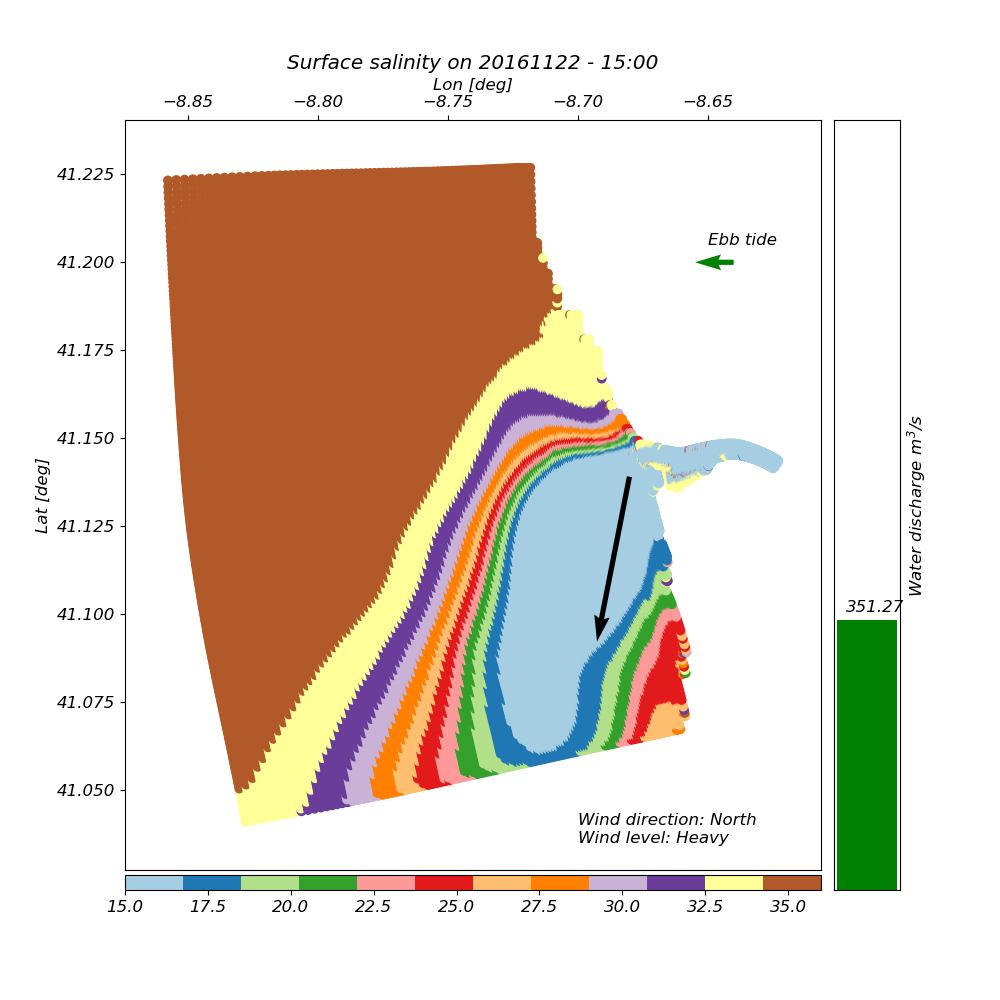 Surface salinity on 20161122 - 15:00
Lon [deg]
−8.85 −8.80 −8.75 −8.70 −8.65
41.225
41.200
41.175
41.150
41.125
41.100
41.075
41.050
Lat [deg]
Ebb tide
Wind direction: North
Wind level: Heavy
15.0 17.5 20.0 22.5 25.0 27.5 30.0 32.5 35.0
351.27
Water discharge m³/s